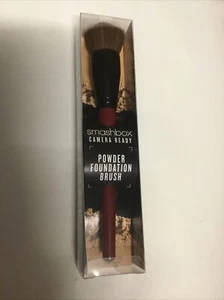 smashbox
CAMERA READY
POWDER
FOUNDATION
BRUSH